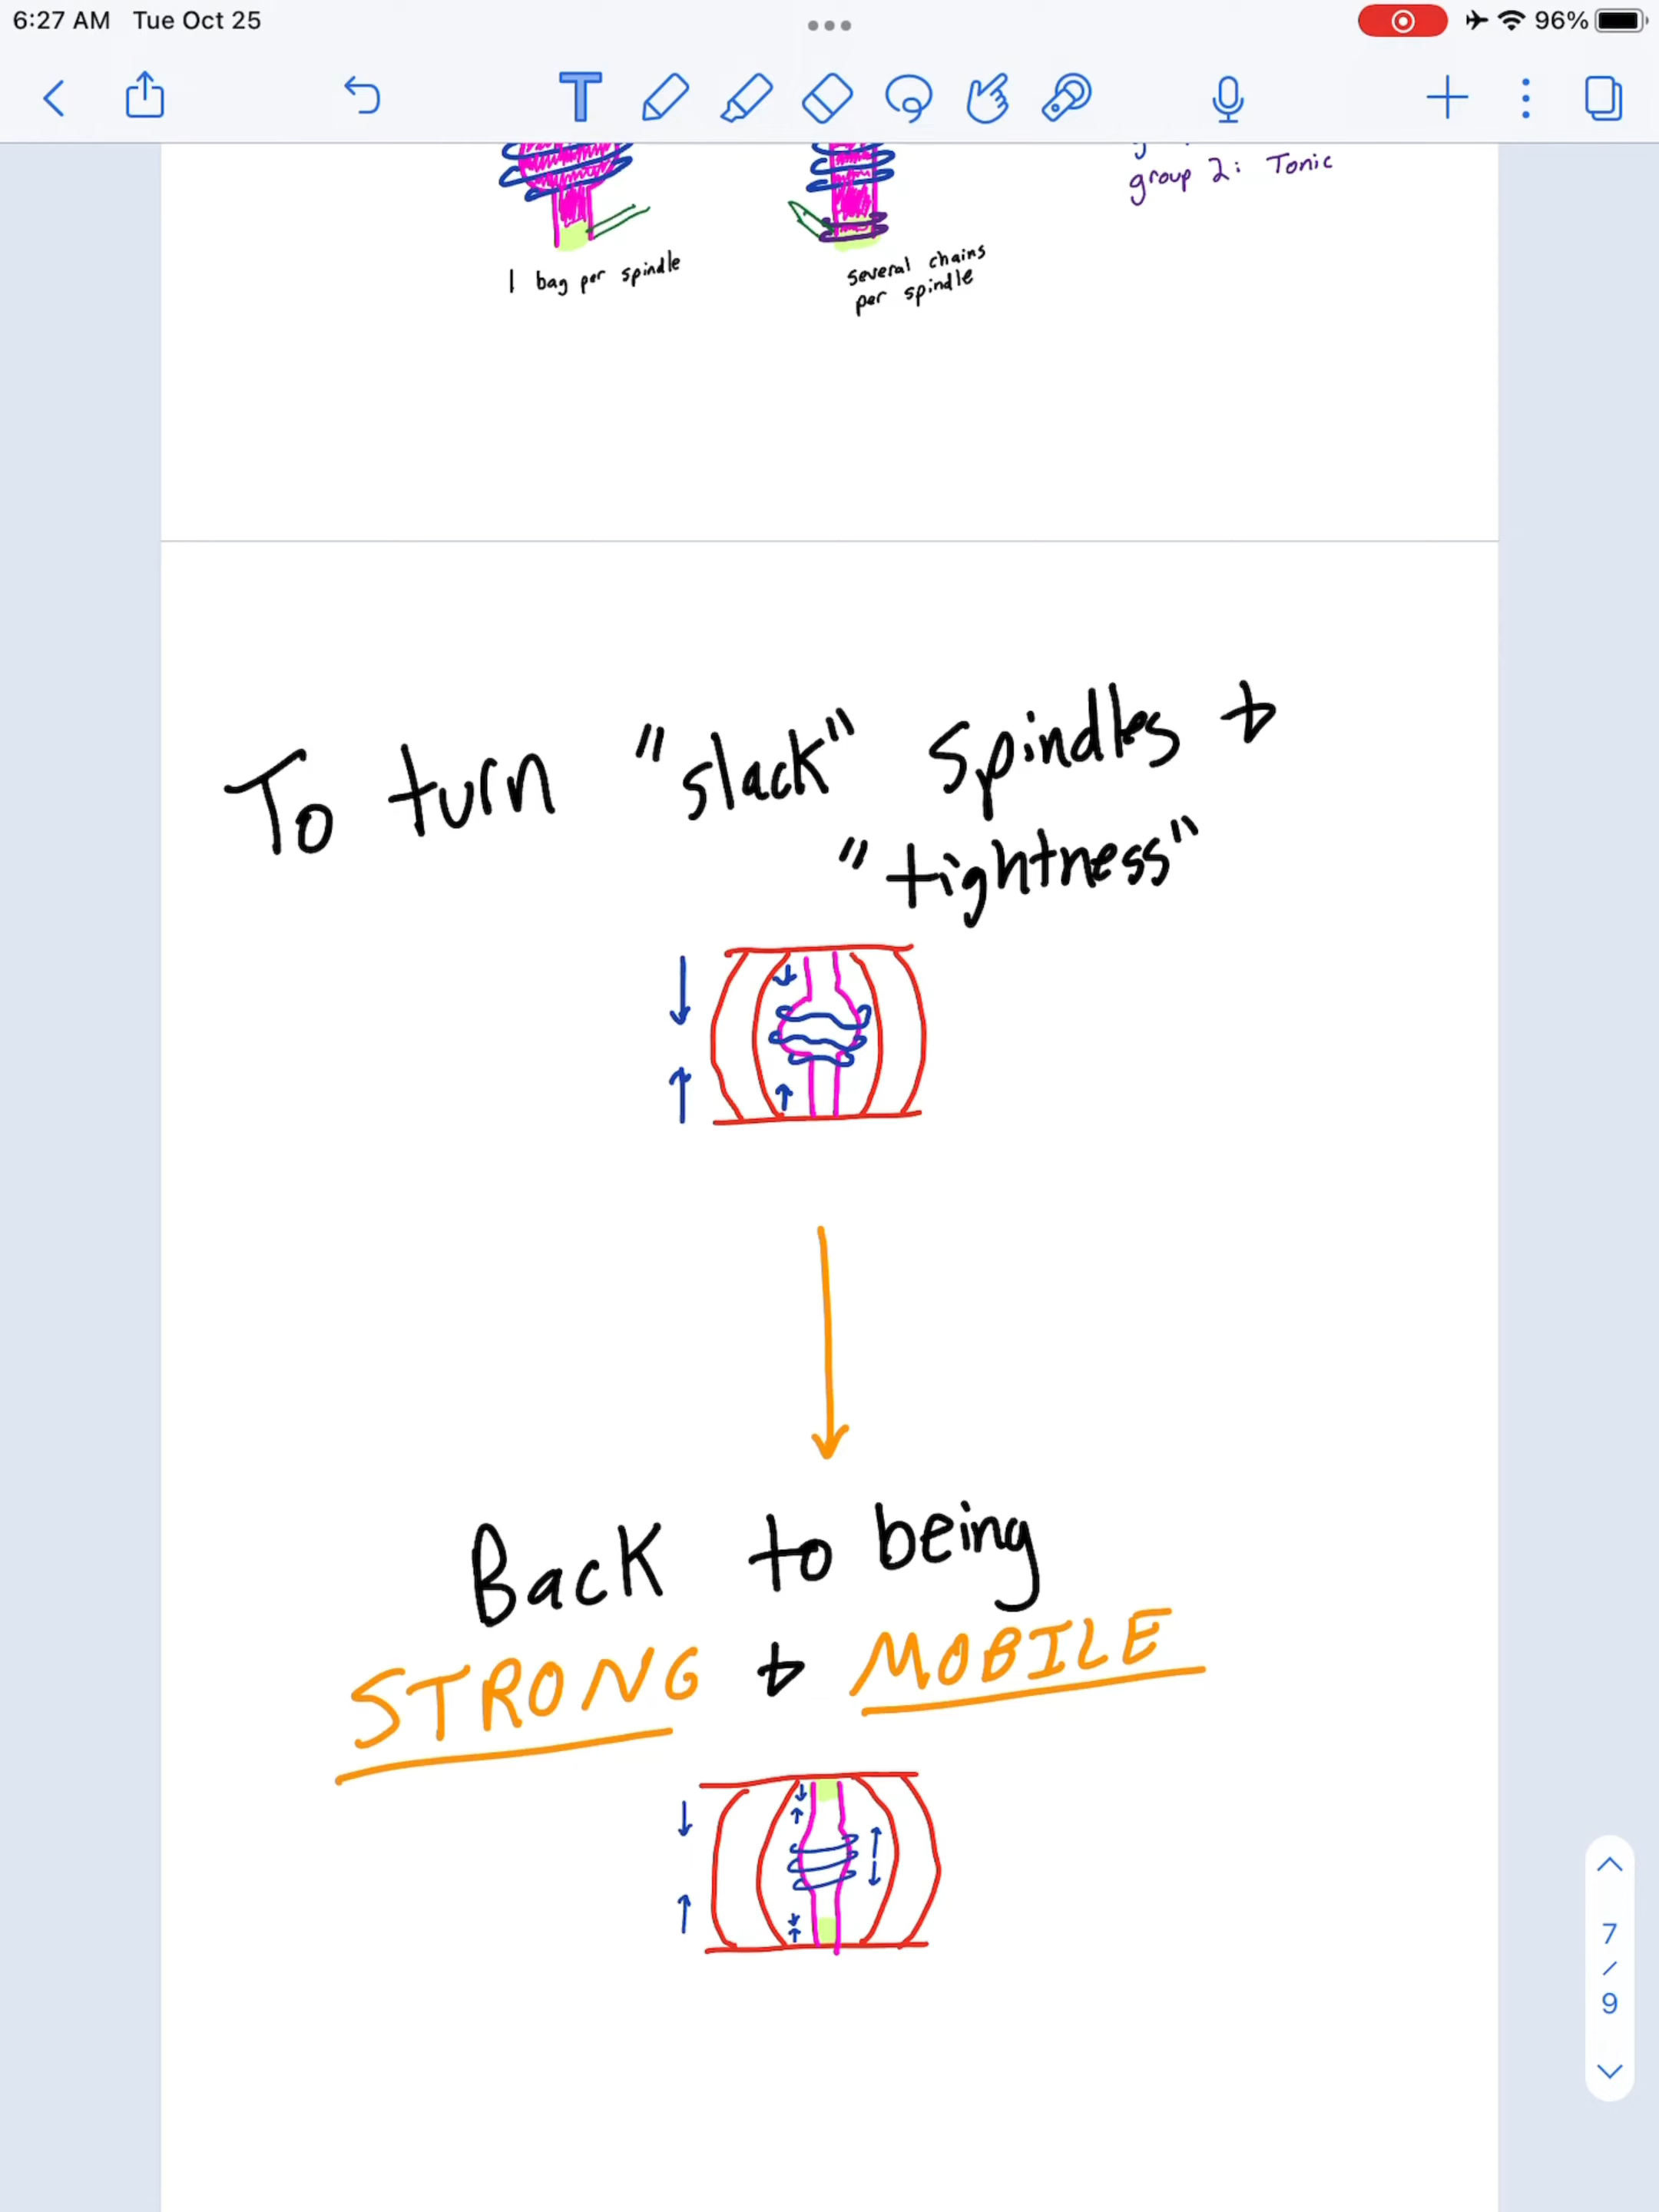 6:27 AM Tue Oct 25
96%
group 2: Tonic
1 bag per spindle
several chains
per spindle
To turn "slack" Spindles &
"tightness"
Back to being
STRONG & MOBILE
7
/
9